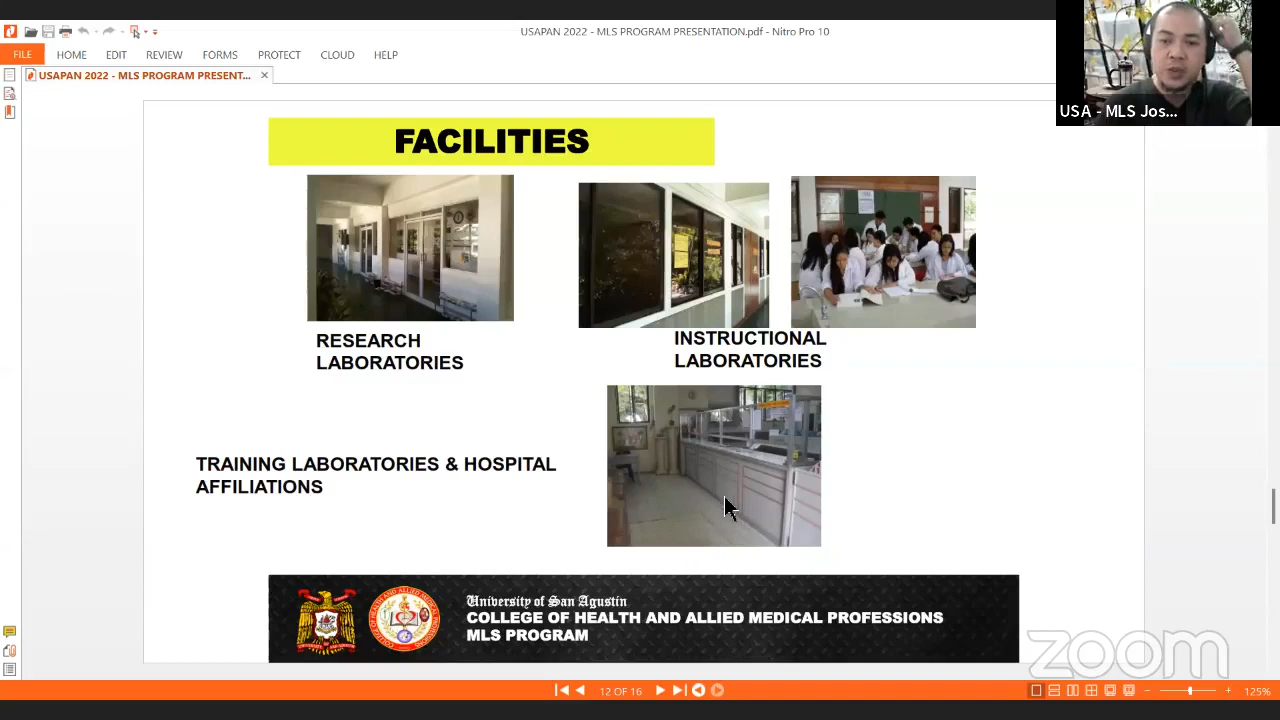 USAPAN 2022 - MLS PROGRAM PRESENTATION.pdf - Nitro Pro 10
FILE HOME EDIT REVIEW FORMS PROTECT CLOUD HELP
USAPAN 2022 - MLS PROGRAM PRESENT...
USA - MLS Jos...
FACILITIES
RESEARCH
LABORATORIES
INSTRUCTIONAL
LABORATORIES
TRAINING LABORATORIES & HOSPITAL
AFFILIATIONS
University of San Agustin
COLLEGE OF HEALTH AND ALLIED MEDICAL PROFESSIONS
MLS PROGRAM
zoom
12 OF 16
125%